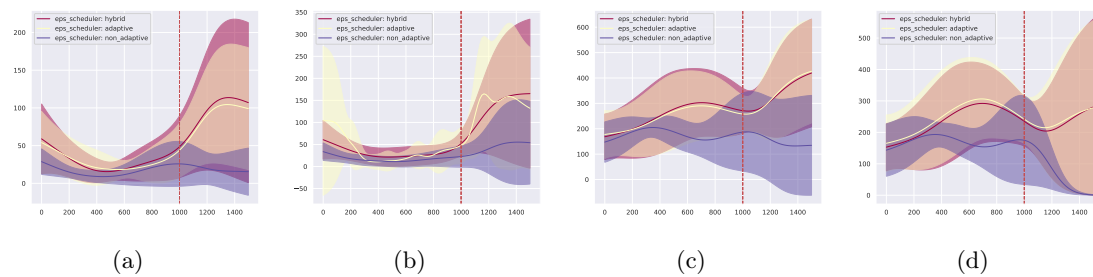 eps_scheduler: hybrid
eps_scheduler: adaptive
eps_scheduler: non_adaptive
200
150
100
50
0
0 200 400 600 800 1000 1200 1400
(a)
eps_scheduler: hybrid
eps_scheduler: adaptive
eps_scheduler: non_adaptive
350
300
250
200
150
100
50
0
−50
0 200 400 600 800 1000 1200 1400
(b)
eps_scheduler: hybrid
eps_scheduler: adaptive
eps_scheduler: non_adaptive
600
500
400
300
200
100
0
0 200 400 600 800 1000 1200 1400
(c)
eps_scheduler: hybrid
eps_scheduler: adaptive
eps_scheduler: non_adaptive
500
400
300
200
100
0
0 200 400 600 800 1000 1200 1400
(d)